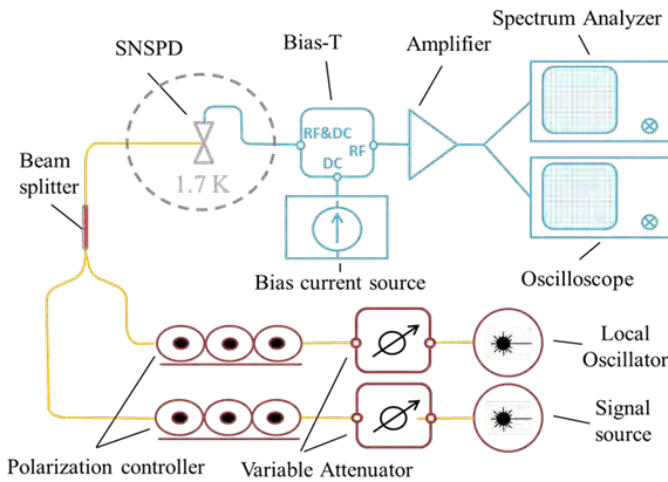 Spectrum Analyzer
Amplifier
Bias-T
SNSPD
RF&DC
RF
DC
1.7 K
Beam
splitter
Bias current source
Oscilloscope
Local
Oscillator
Signal
source
Polarization controller
Variable Attenuator